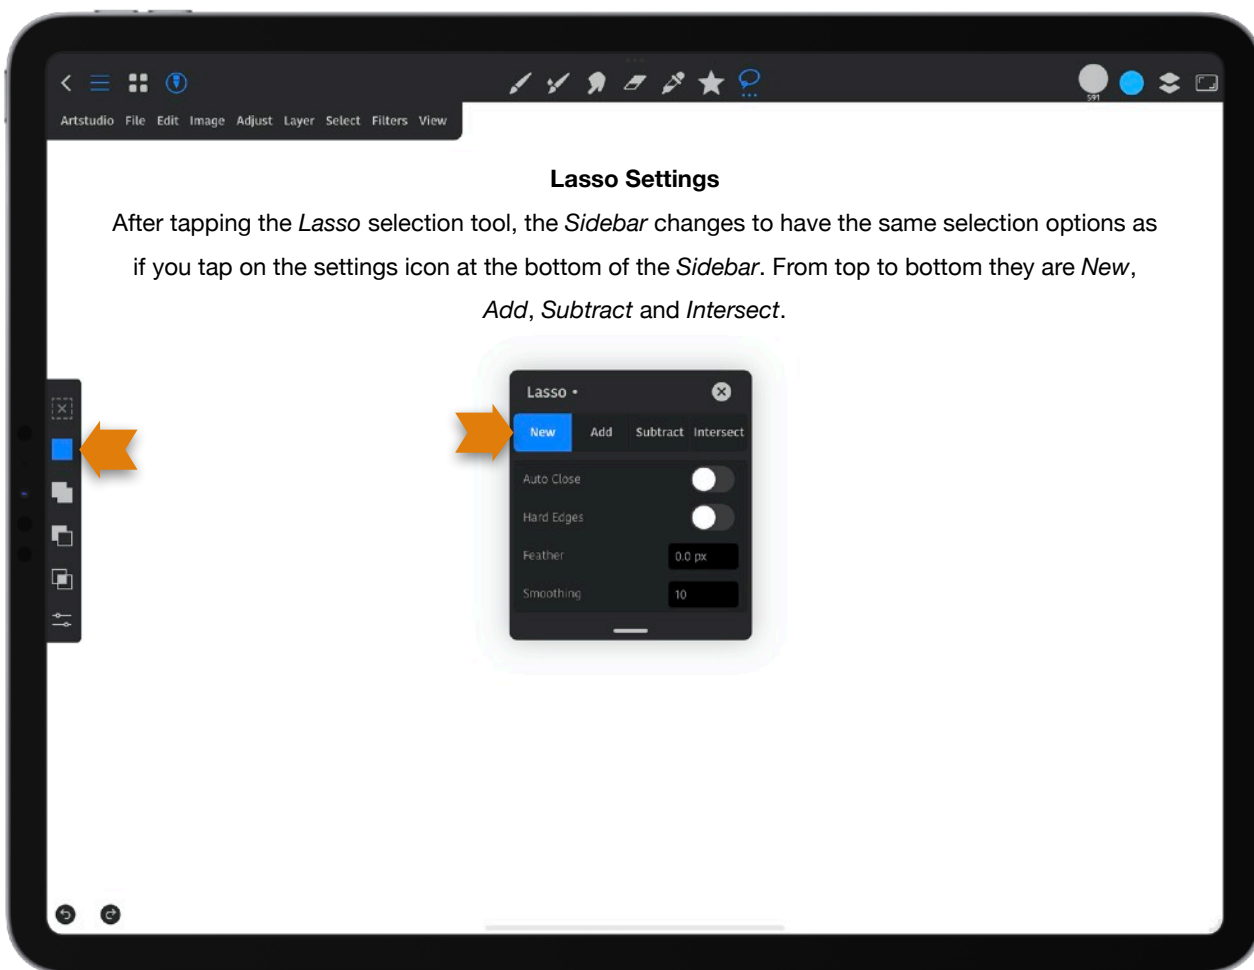 591
Artstudio File Edit Image Adjust Layer Select Filters View
Lasso Settings
After tapping the Lasso selection tool, the Sidebar changes to have the same selection options as
if you tap on the settings icon at the bottom of the Sidebar. From top to bottom they are New,
Add, Subtract and Intersect.
Lasso •
New Add Subtract Intersect
Auto Close
Hard Edges
Feather 0.0 px
Smoothing 10